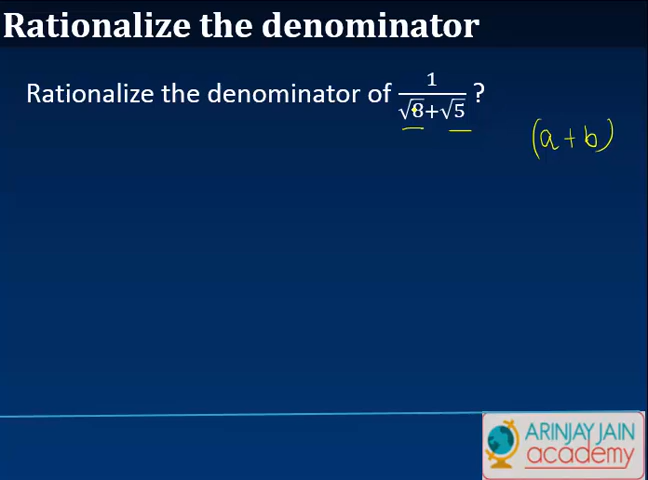 Rationalize the denominator
Rationalize the denominator of 1/(√8+√5) ?
(a + b)
ARINJAY JAIN
academy